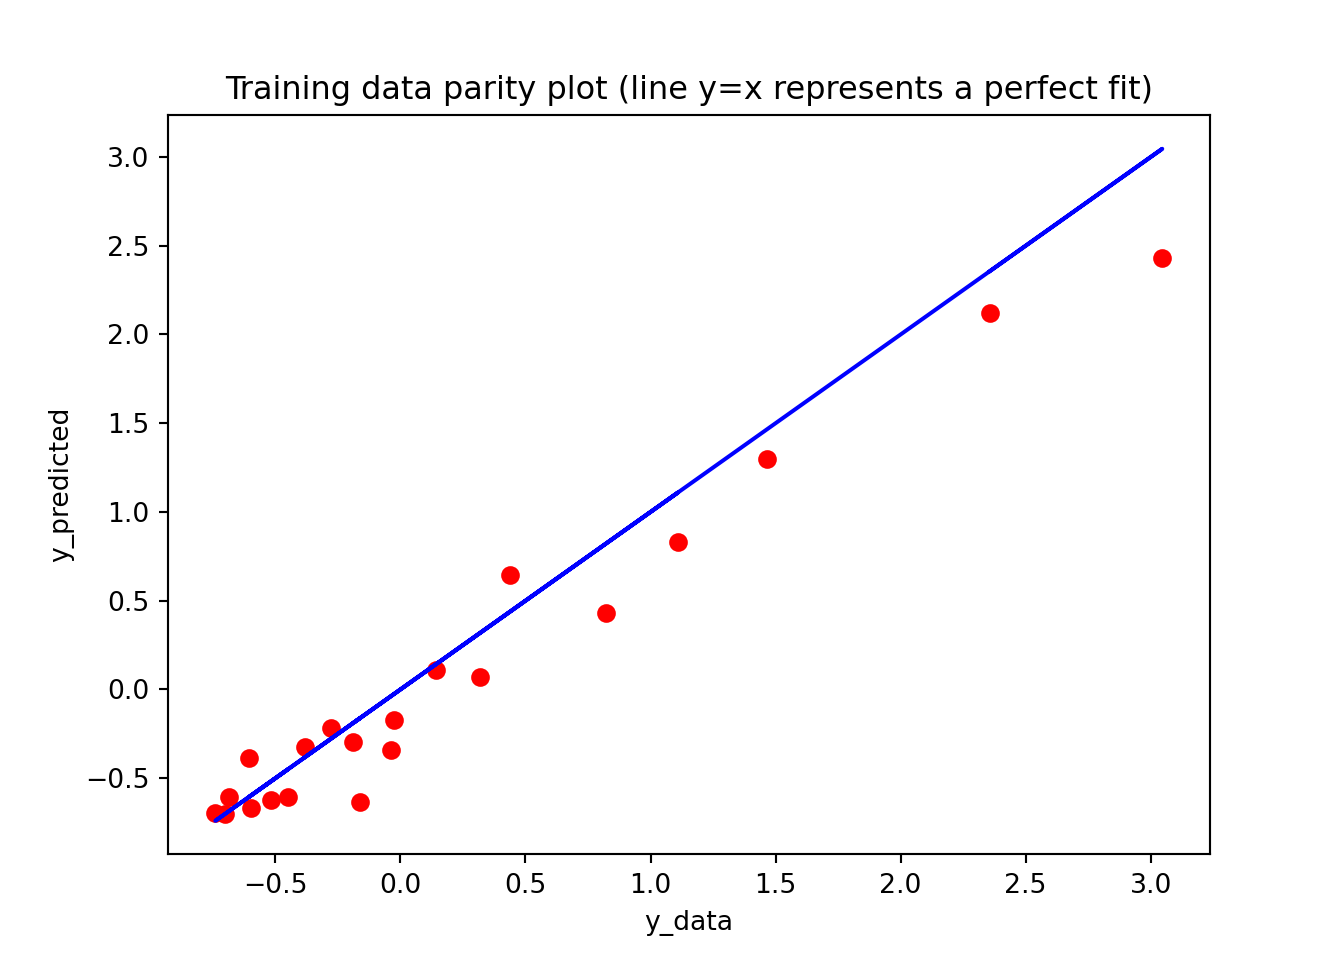 Training data parity plot (line y=x represents a perfect fit)
3.0
2.5
2.0
1.5
1.0
0.5
0.0
−0.5
y_predicted
−0.5 0.0 0.5 1.0 1.5 2.0 2.5 3.0
y_data